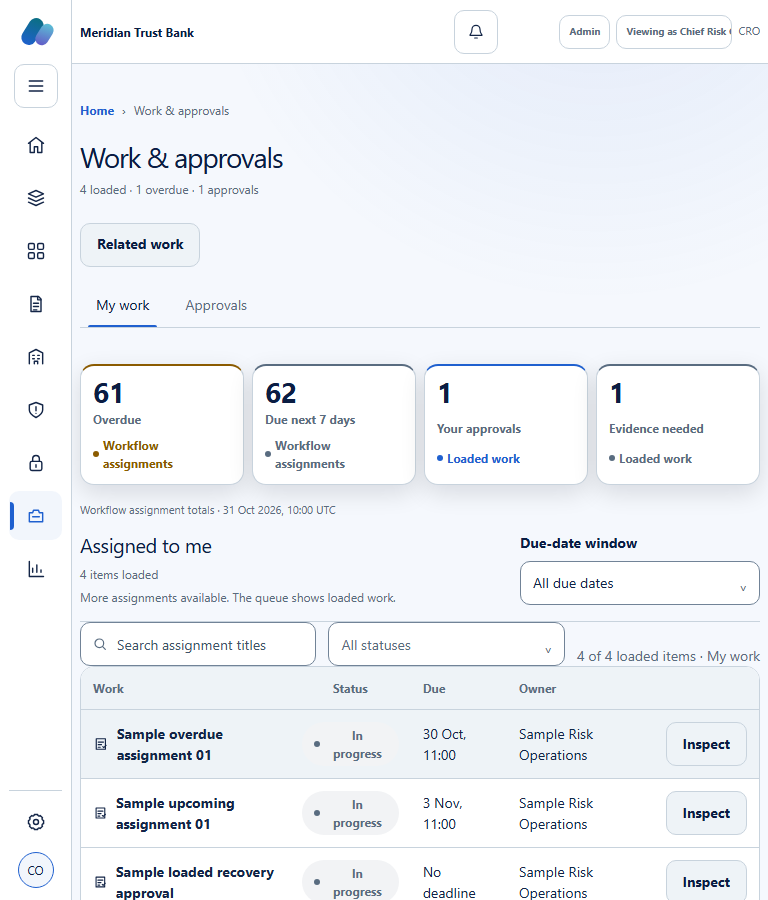 Meridian Trust Bank
Admin
Viewing as Chief Risk
CRO
Home › Work & approvals
Work & approvals
4 loaded · 1 overdue · 1 approvals
Related work
My work
Approvals
61
Overdue
Workflow
assignments
62
Due next 7 days
Workflow
assignments
1
Your approvals
Loaded work
1
Evidence needed
Loaded work
Workflow assignment totals · 31 Oct 2026, 10:00 UTC
Assigned to me
4 items loaded
More assignments available. The queue shows loaded work.
Due-date window
All due dates
Search assignment titles
All statuses
4 of 4 loaded items · My work
Work
Status
Due
Owner
Sample overdue
assignment 01
In
progress
30 Oct,
11:00
Sample Risk
Operations
Inspect
Sample upcoming
assignment 01
In
progress
3 Nov,
11:00
Sample Risk
Operations
Inspect
Sample loaded recovery
approval
In
progress
No
deadline
Sample Risk
Operations
Inspect
CO